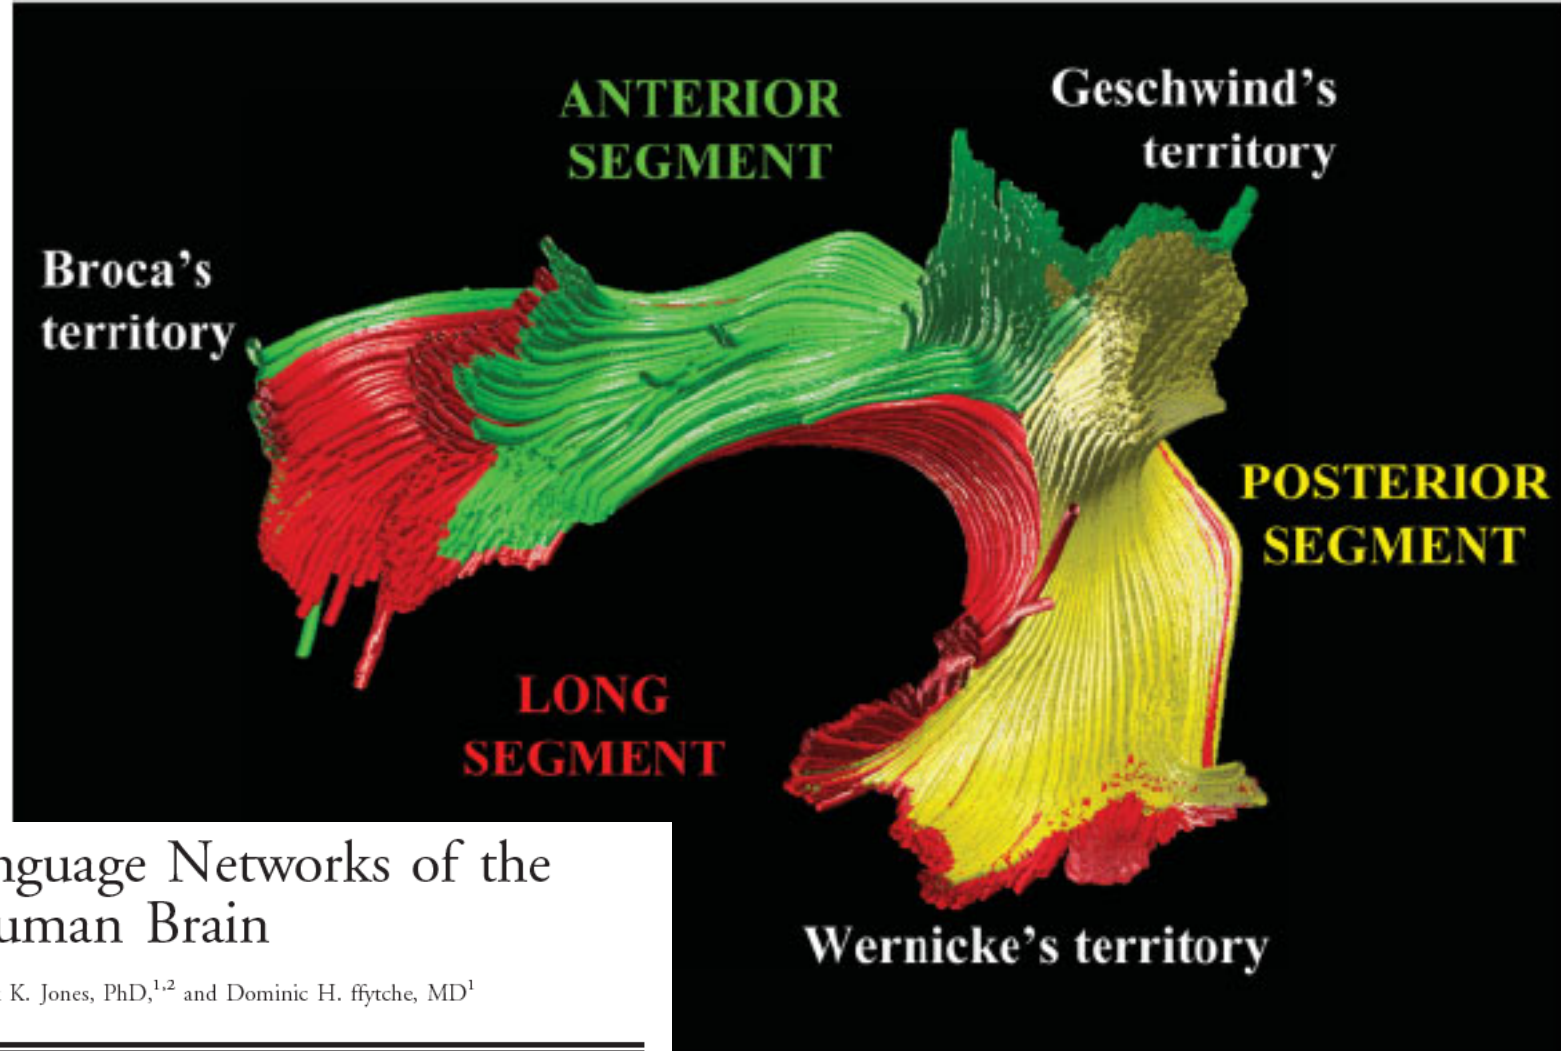 ANTERIOR
SEGMENT
Geschwind's
territory
Broca's
territory
POSTERIOR
SEGMENT
LONG
SEGMENT
Wernicke's territory
nguage Networks of the
uman Brain
K. Jones, PhD,¹,² and Dominic H. ffytche, MD¹